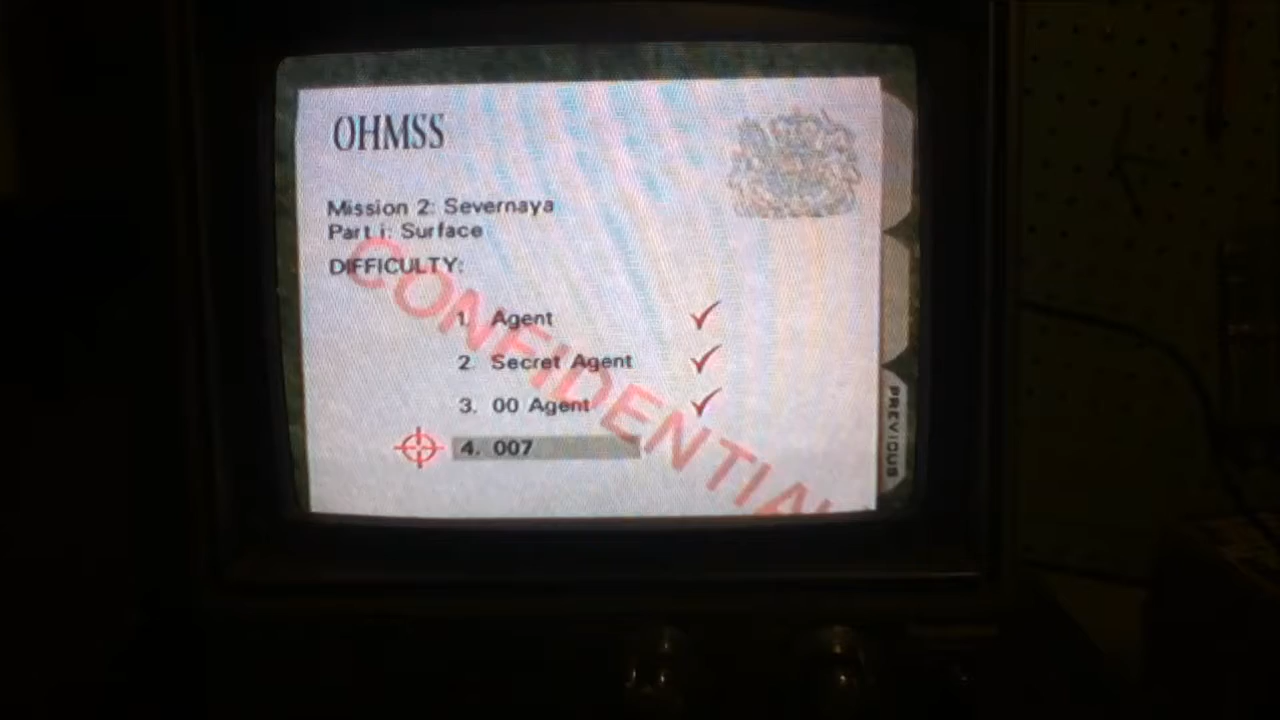 OHMSS
Mission 2: Severnaya
Part i: Surface
DIFFICULTY:
1. Agent
2. Secret Agent
3. 00 Agent
4. 007
CONFIDENTIAL
PREVIOUS